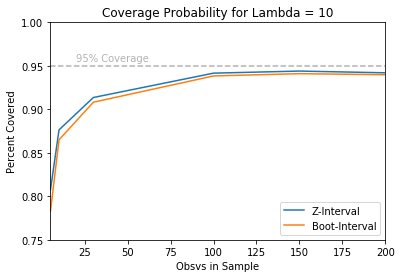 Coverage Probability for Lambda = 10
1.00
0.95
0.90
0.85
0.80
0.75
Percent Covered
95% Coverage
Z-Interval
Boot-Interval
25 50 75 100 125 150 175 200
Obsvs in Sample